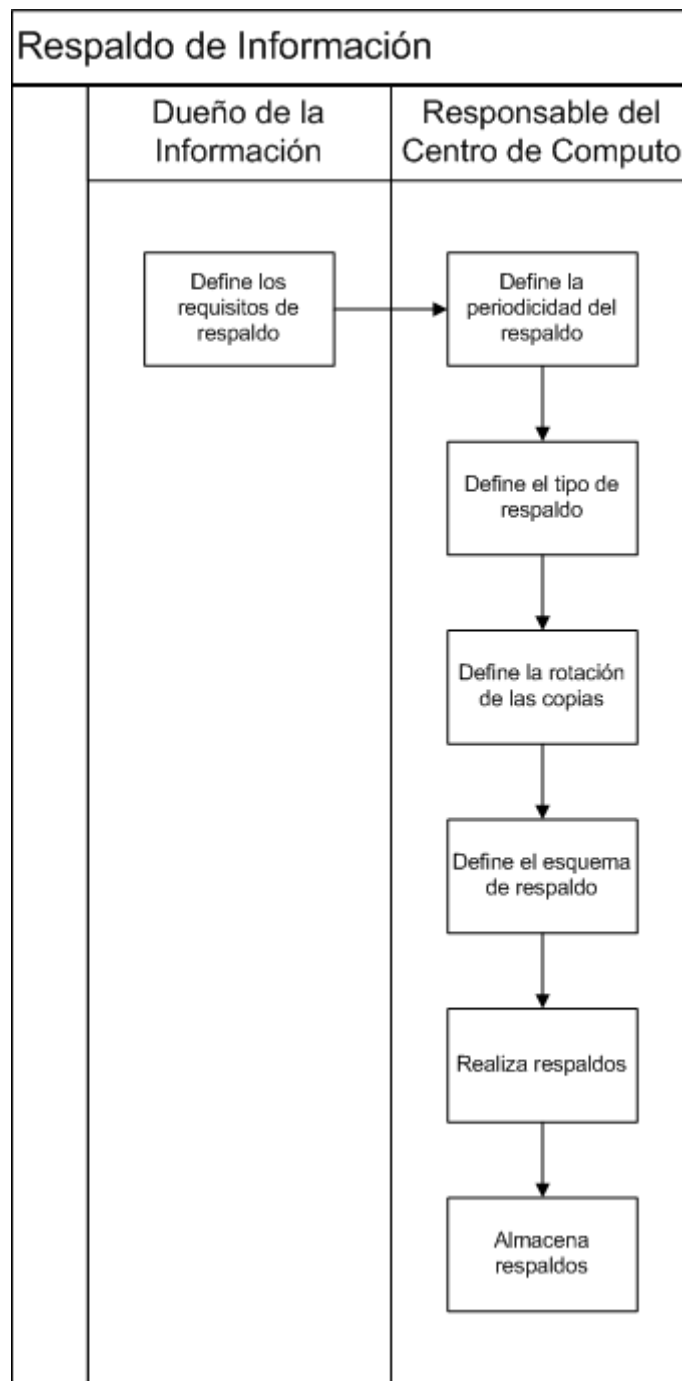 Respaldo de Información
Dueño de la
Información
Responsable del
Centro de Computo
Define los
requisitos de
respaldo
Define la
periodicidad del
respaldo
Define el tipo de
respaldo
Define la rotación
de las copias
Define el esquema
de respaldo
Realiza respaldos
Almacena
respaldos